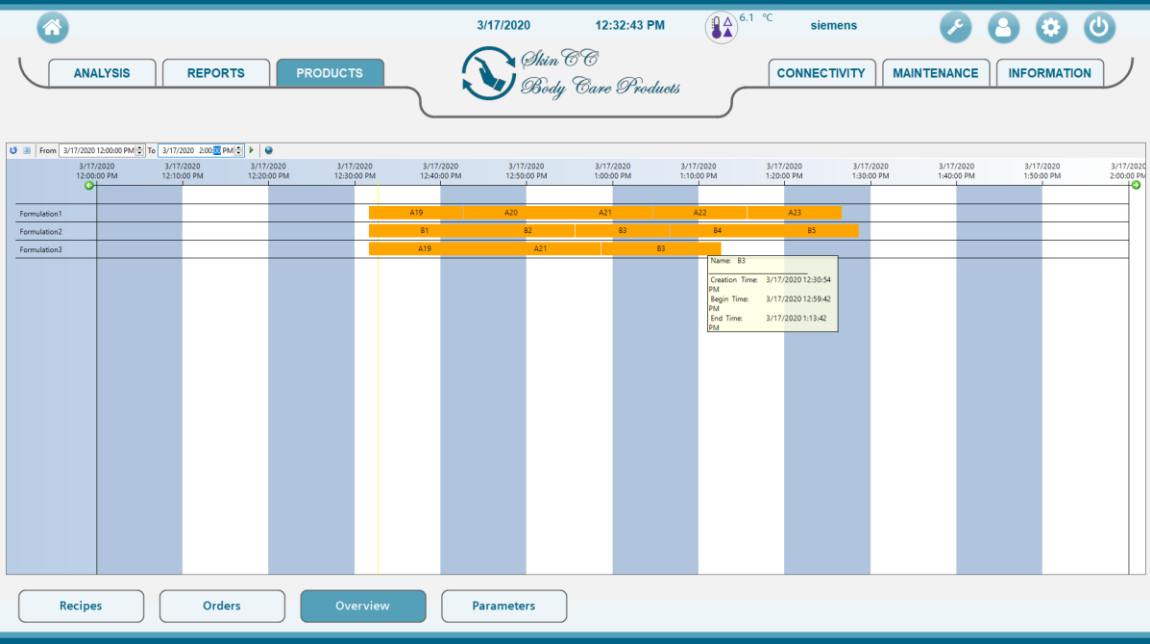 3/17/2020 12:32:43 PM 6.1 °C siemens
ANALYSIS REPORTS PRODUCTS Skin CC Body Care Products CONNECTIVITY MAINTENANCE INFORMATION
From 3/17/2020 12:00:00 PM To 3/17/2020 2:00:00 PM
3/17/2020 3/17/2020 3/17/2020 3/17/2020 3/17/2020 3/17/2020 3/17/2020 3/17/2020 3/17/2020 3/17/2020 3/17/2020 3/17/2020 3/17/2020
12:00:00 PM 12:10:00 PM 12:20:00 PM 12:30:00 PM 12:40:00 PM 12:50:00 PM 1:00:00 PM 1:10:00 PM 1:20:00 PM 1:30:00 PM 1:40:00 PM 1:50:00 PM 2:00:00 PM
Formulation1 A19 A20 A21 A22 A23
Formulation2 B1 B2 B3 B4 B5
Formulation3 A19 A21 B3
Name: B3
Creation Time: 3/17/2020 12:30:54
PM
Begin Time: 3/17/2020 12:59:42
PM
End Time: 3/17/2020 1:13:42
PM
Recipes Orders Overview Parameters